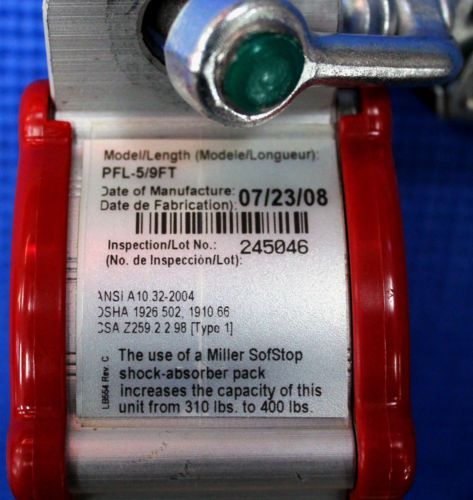 Model/Length (Modele/Longueur):
PFL-5/9FT
Date of Manufacture: 07/23/08
Date de Fabrication):
Inspection/Lot No.: 245046
(No. de Inspección/Lot):
ANSI A10.32-2004
OSHA 1926 502, 1910 66
CSA Z259 2 2.98 [Type 1]
The use of a Miller SofStop
shock-absorber pack
increases the capacity of this
unit from 310 lbs. to 400 lbs.
LB554 Rev. C